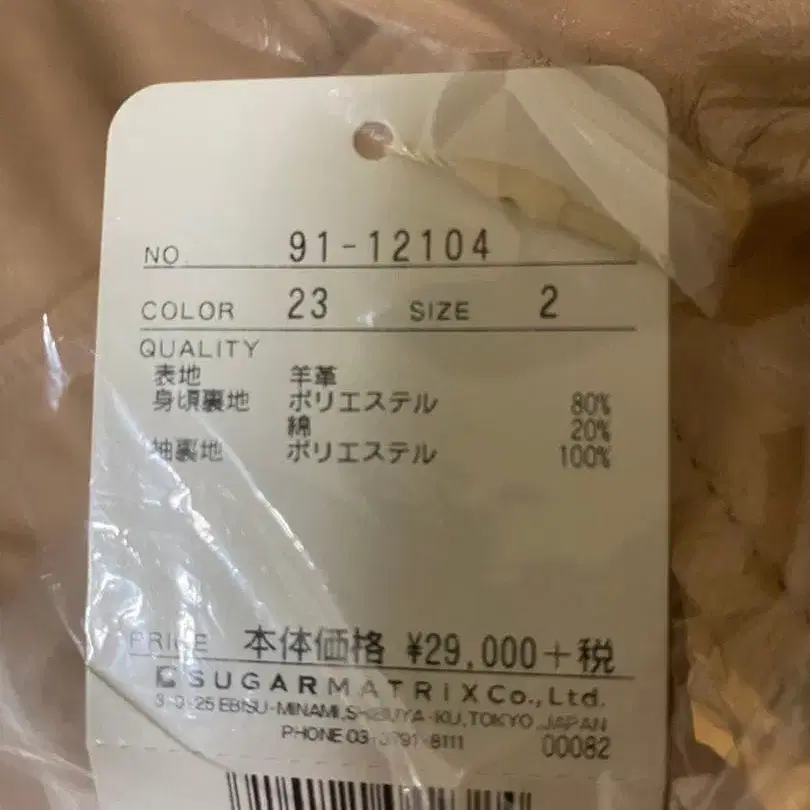 NO. 91-12104
COLOR 23 SIZE 2
QUALITY
表地 羊革
身頃裏地 ポリエステル 80%
綿 20%
袖裏地 ポリエステル 100%
PRICE 本体価格 ¥29,000+税
SUGARMATRIX Co., Ltd.
EBISU-MINAMI, SHIBUYA-KU, TOKYO JAPAN
PHONE 03-3791-8111 00082